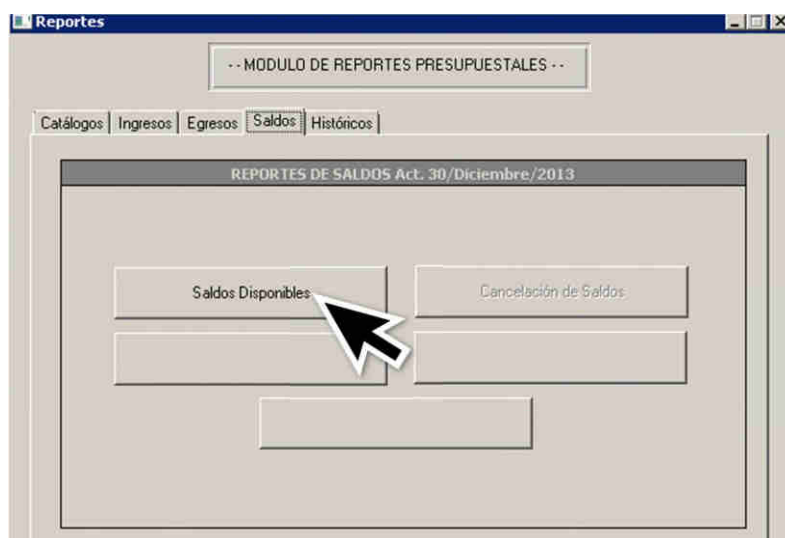 Reportes
-- MODULO DE REPORTES PRESUPUESTALES --
Catálogos Ingresos Egresos Saldos Históricos
REPORTES DE SALDOS Act. 30/Diciembre/2013
Saldos Disponibles Cancelación de Saldos